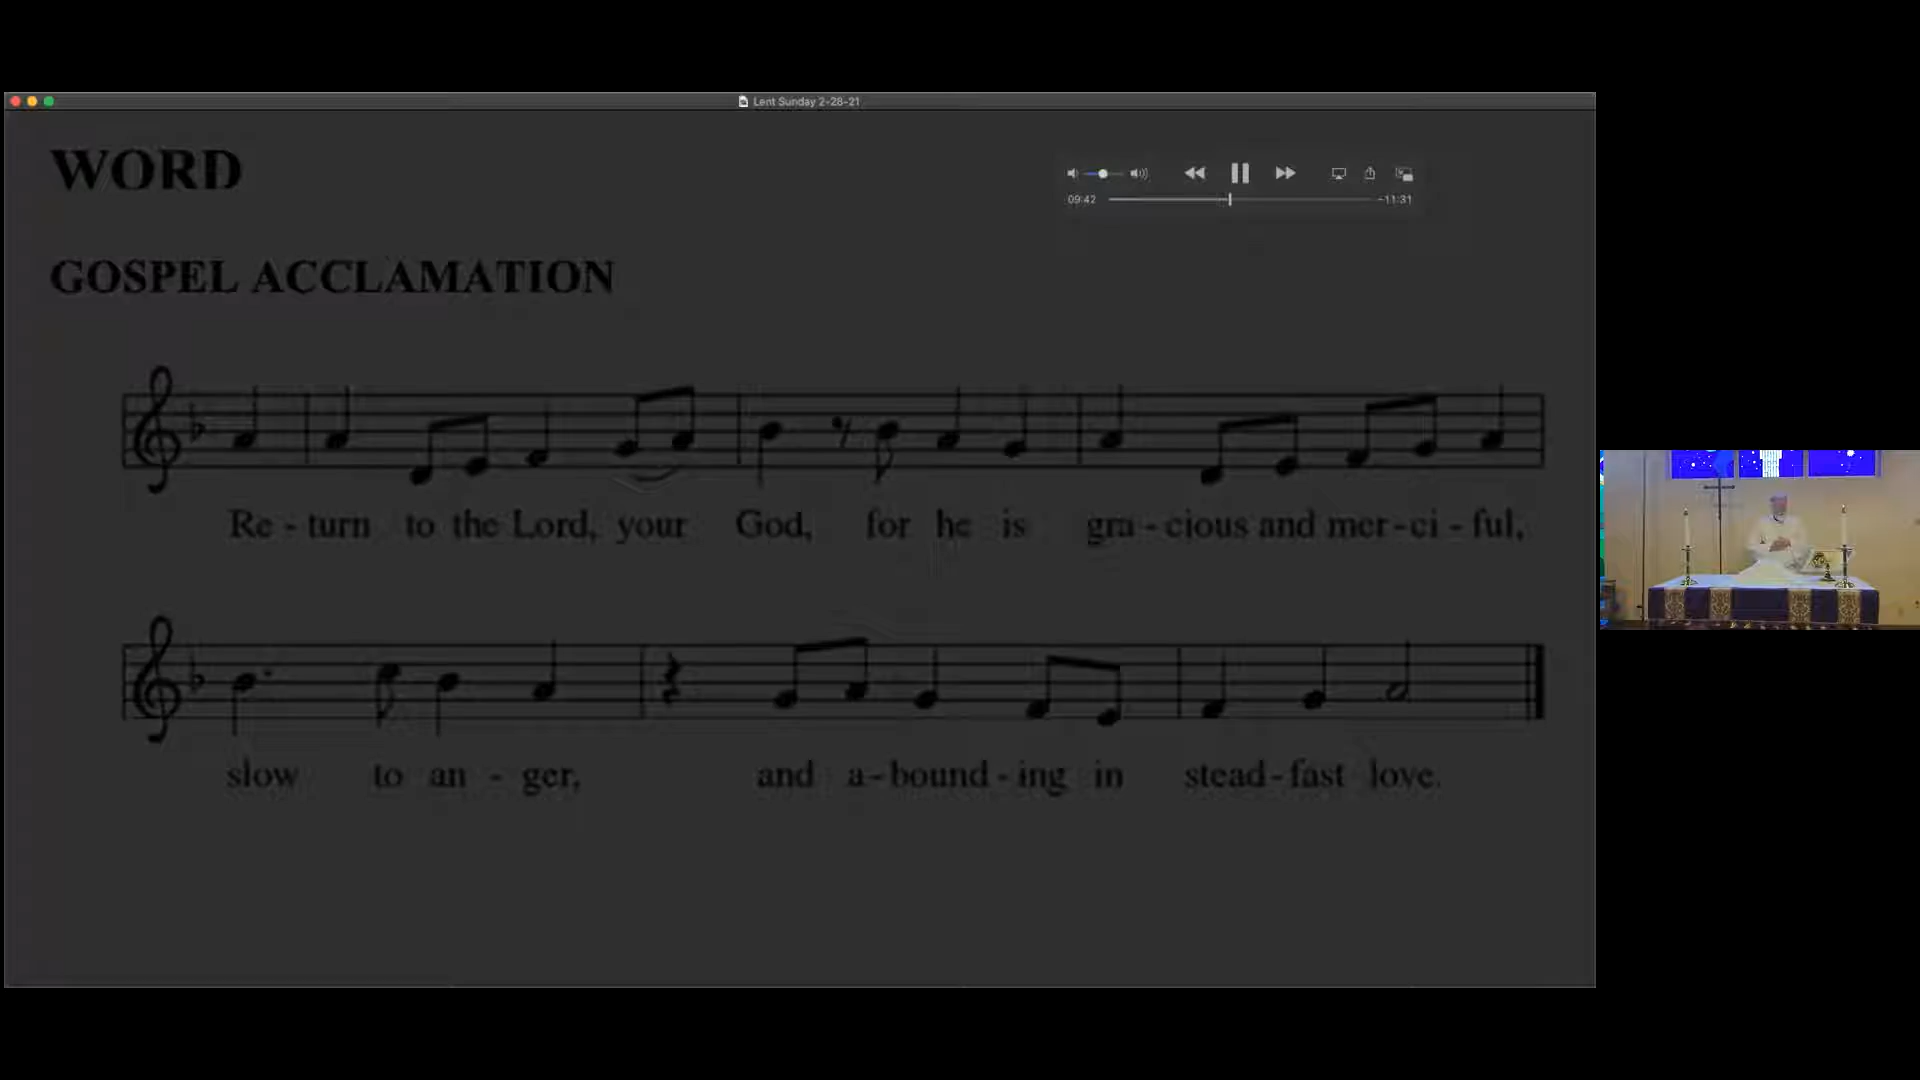 Lent Sunday 2-28-21
WORD
09:42
-11:31
GOSPEL ACCLAMATION
Re - turn to the Lord, your God, for he is gra - cious and mer - ci - ful,
slow to an - ger, and a - bound - ing in stead - fast love.